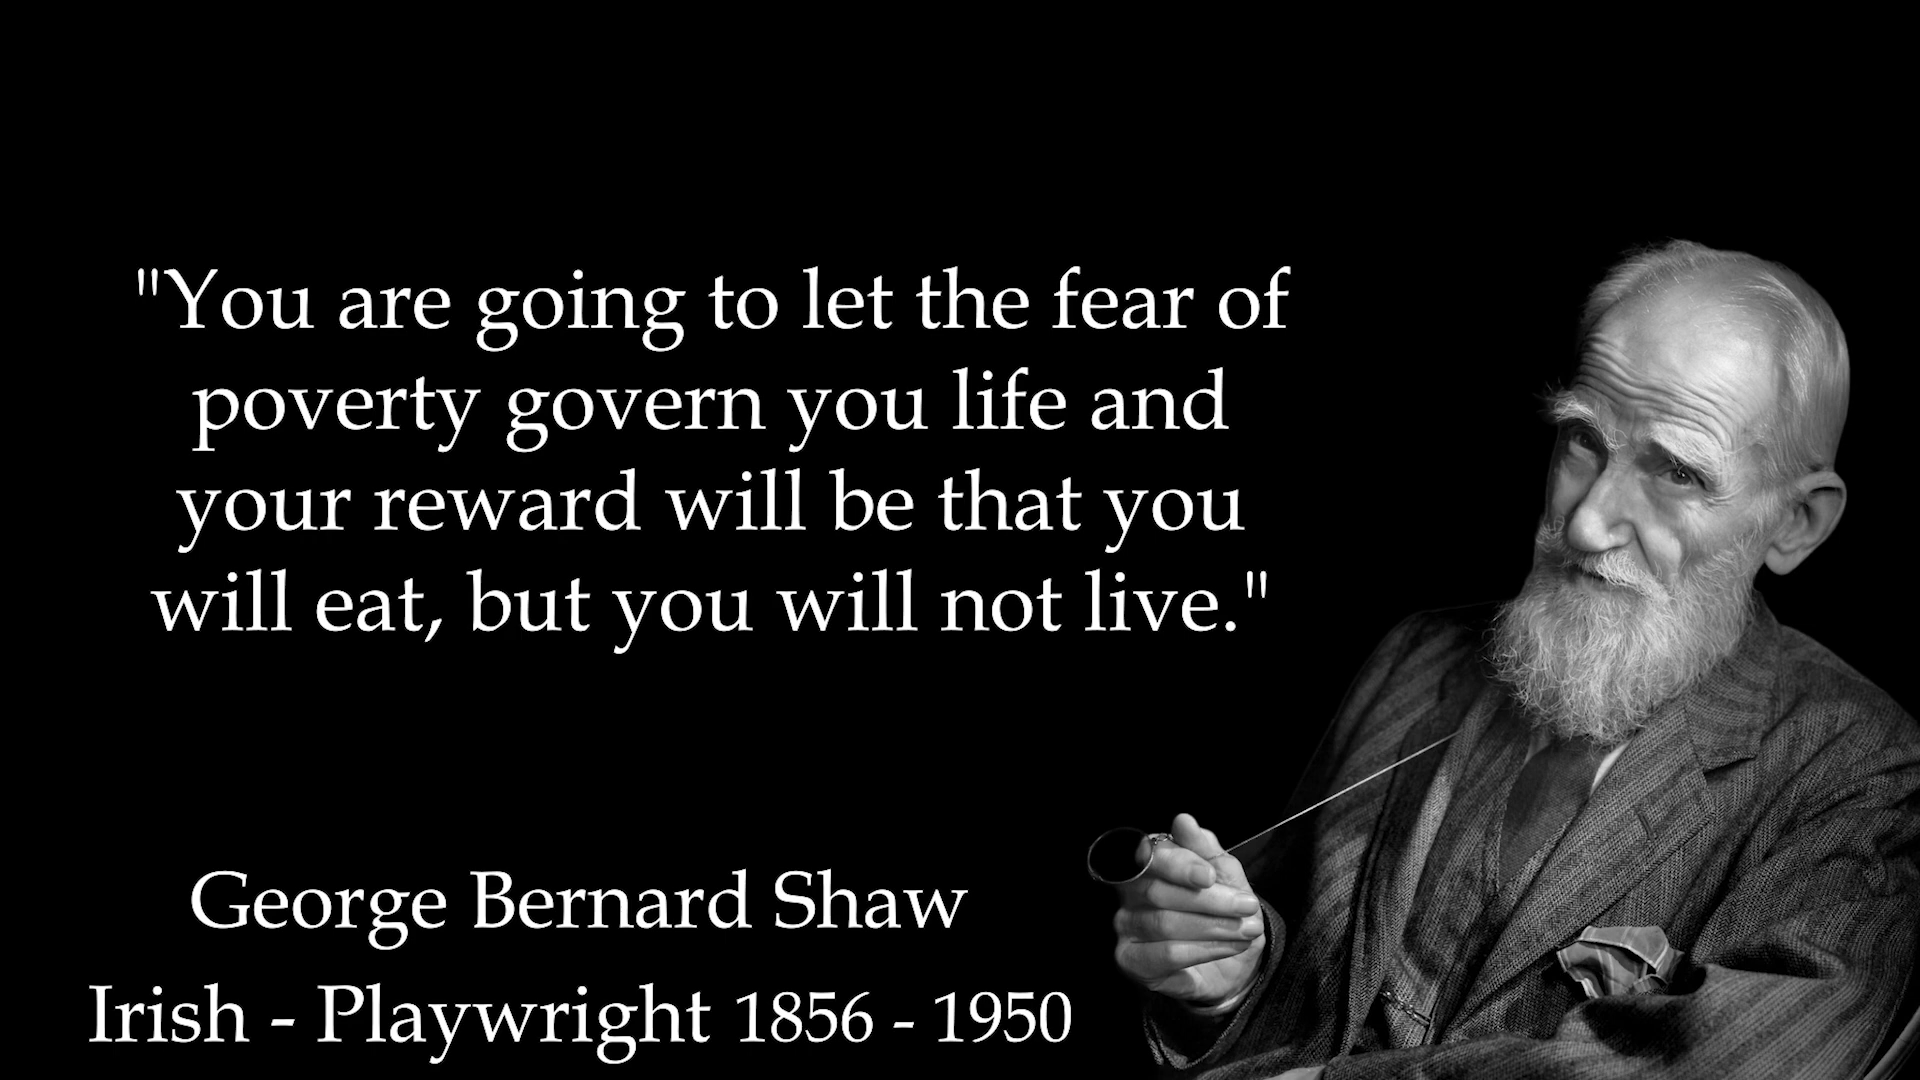 "You are going to let the fear of
poverty govern you life and
your reward will be that you
will eat, but you will not live."
George Bernard Shaw
Irish - Playwright 1856 - 1950